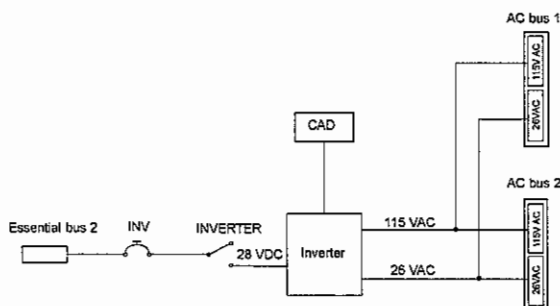 AC bus 1
115V AC
26VAC
CAD
AC bus 2
Essential bus 2
INV
INVERTER
28 VDC
Inverter
115 VAC
26 VAC
115V AC
26VAC